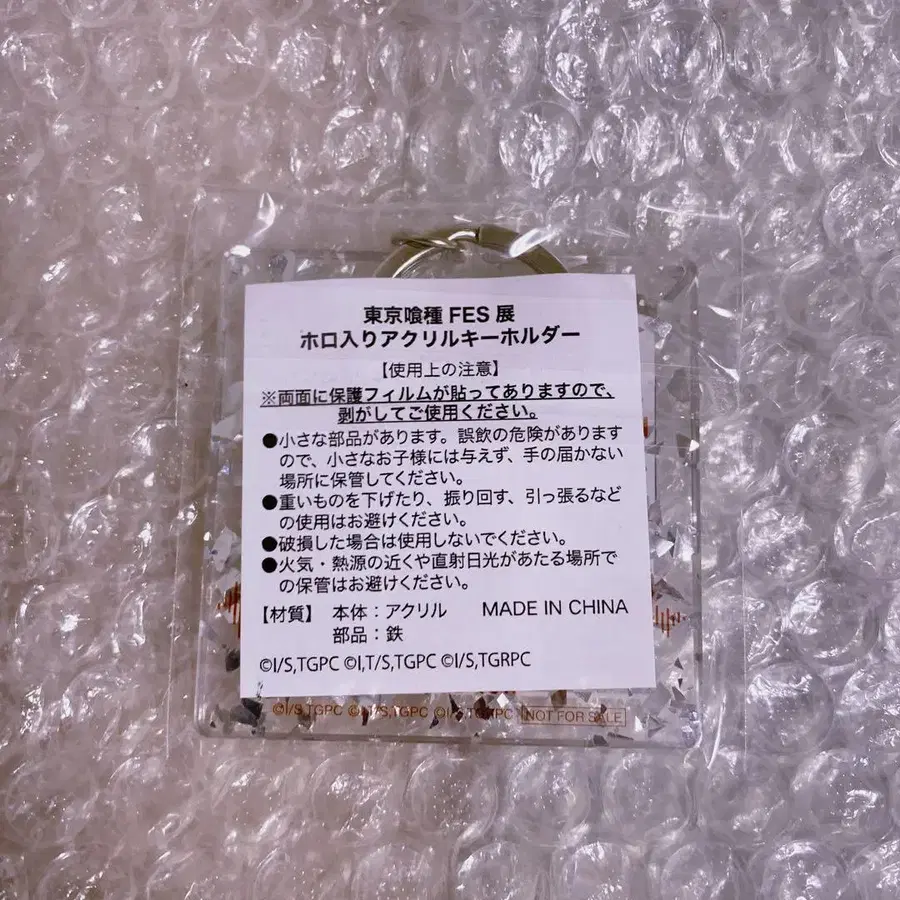 東京喰種 FES 展
ホロ入りアクリルキーホルダー
【使用上の注意】
※両面に保護フィルムが貼ってありますので、
剥がしてご使用ください。
●小さな部品があります。誤飲の危険があります
ので、小さなお子様には与えず、手の届かない
場所に保管してください。
●重いものを下げたり、振り回す、引っ張るなど
の使用はお避けください。
●破損した場合は使用しないでください。
●火気・熱源の近くや直射日光があたる場所で
の保管はお避けください。
【材質】 本体：アクリル MADE IN CHINA
部品：鉄
©I/S,TGPC ©I,T/S,TGPC ©I/S,TGRPC
©I/S,TGPC ©I,T/S,TGPC ©I/S,TGRPC NOT FOR SALE